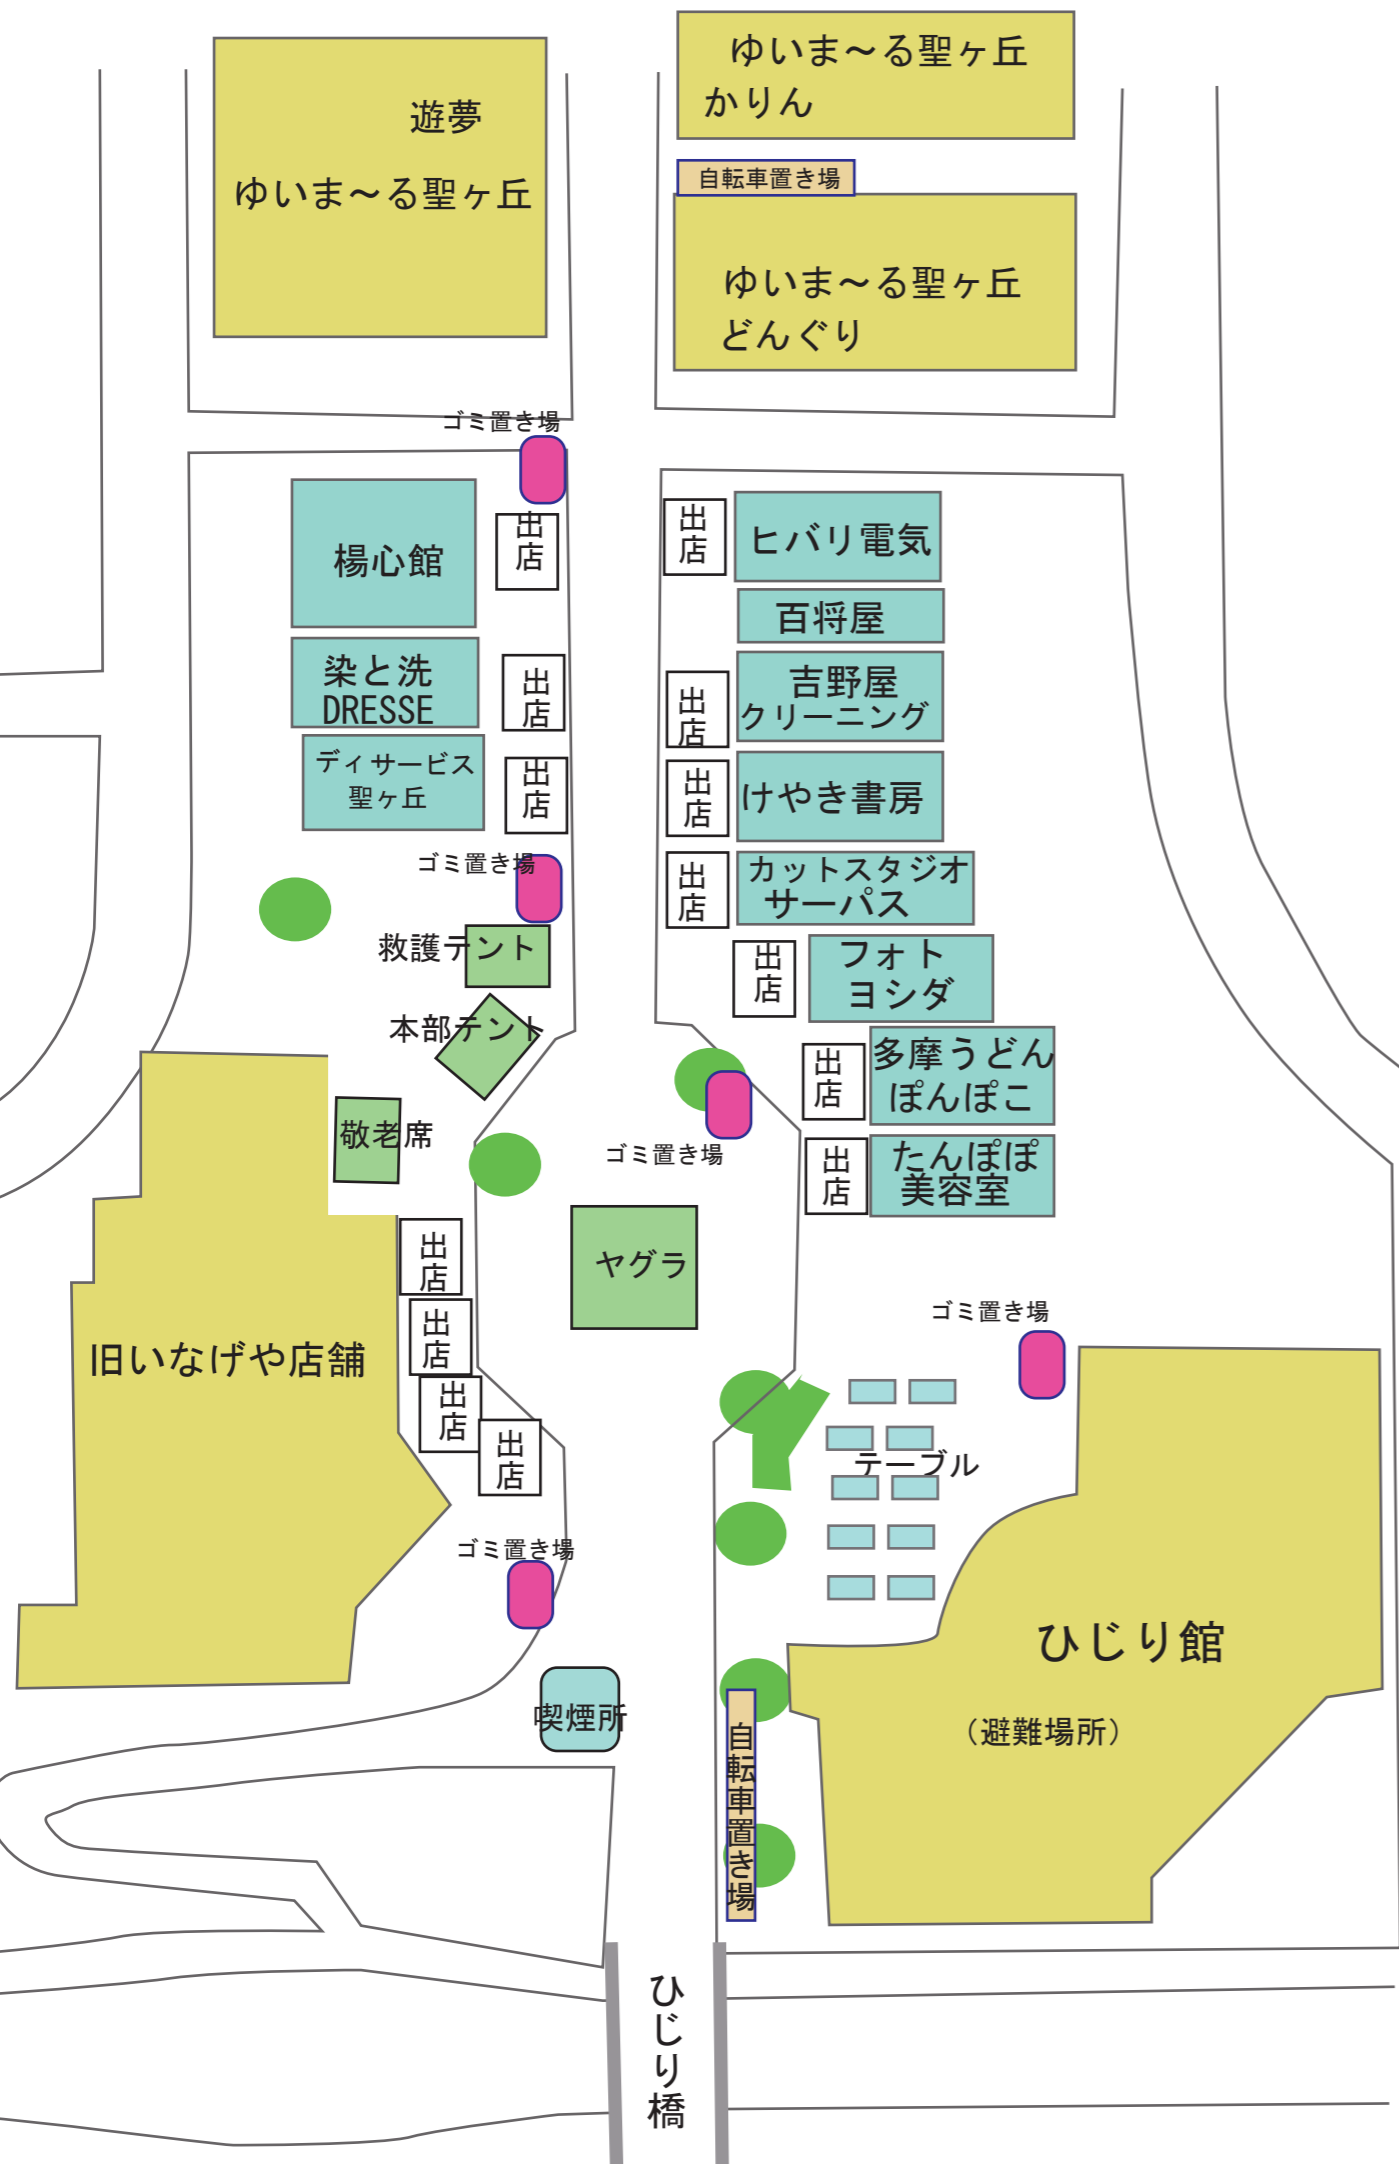 ゆいま～る聖ヶ丘
かりん
遊夢
ゆいま～る聖ヶ丘
自転車置き場
ゆいま～る聖ヶ丘
どんぐり
ゴミ置き場
楊心館
出店
出店
ヒバリ電気
百将屋
染と洗
DRESSE
出店
出店
吉野屋
クリーニング
ディサービス
聖ヶ丘
出店
出店
けやき書房
ゴミ置き場
出店
カットスタジオ
サーパス
救護テント
出店
フォト
ヨシダ
本部テント
出店
多摩うどん
ぽんぽこ
敬老席
ゴミ置き場
出店
たんぽぽ
美容室
出店
ヤグラ
出店
ゴミ置き場
旧いなげや店舗
出店
出店
テーブル
ゴミ置き場
ひじり館
（避難場所）
喫煙所
自転車置き場
ひじり橋